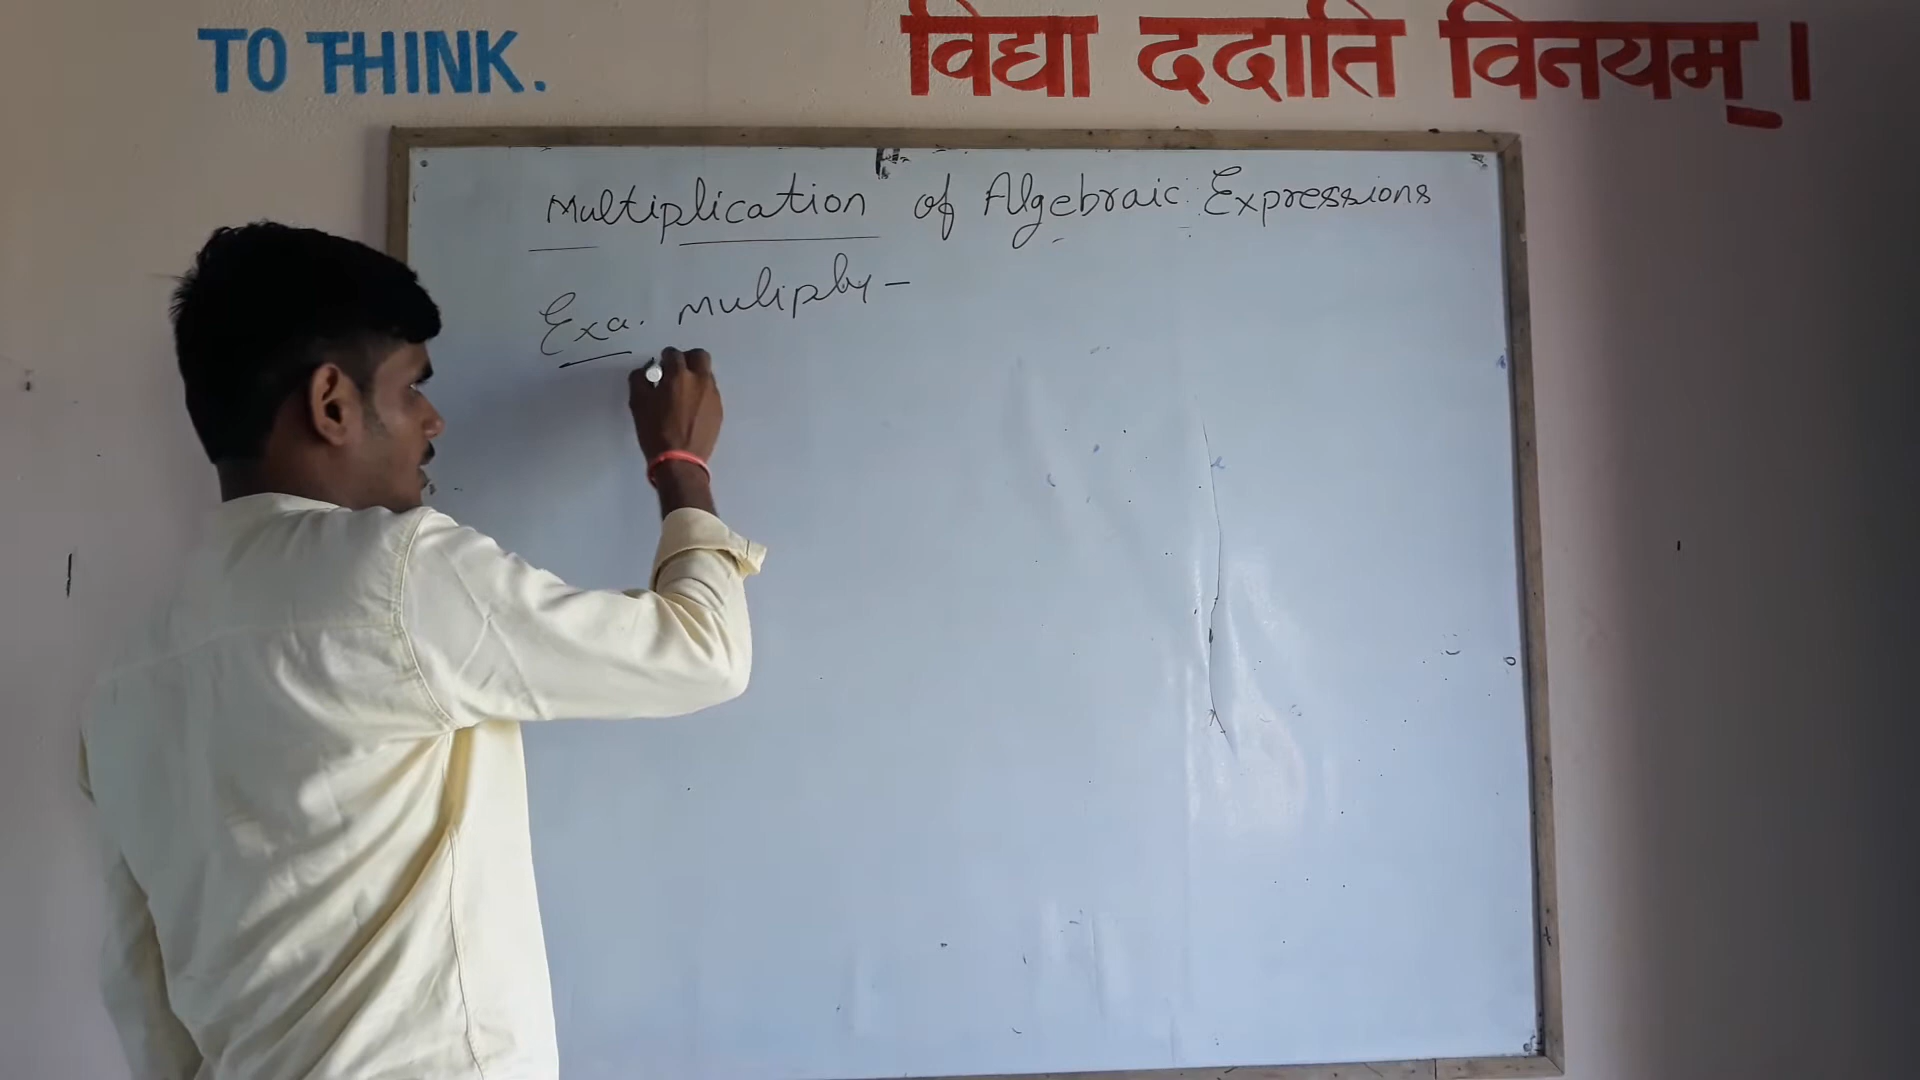 TO THINK.
विद्या ददाति विनयम् ।
Multiplication of Algebraic Expressions
Exa. Muliply -